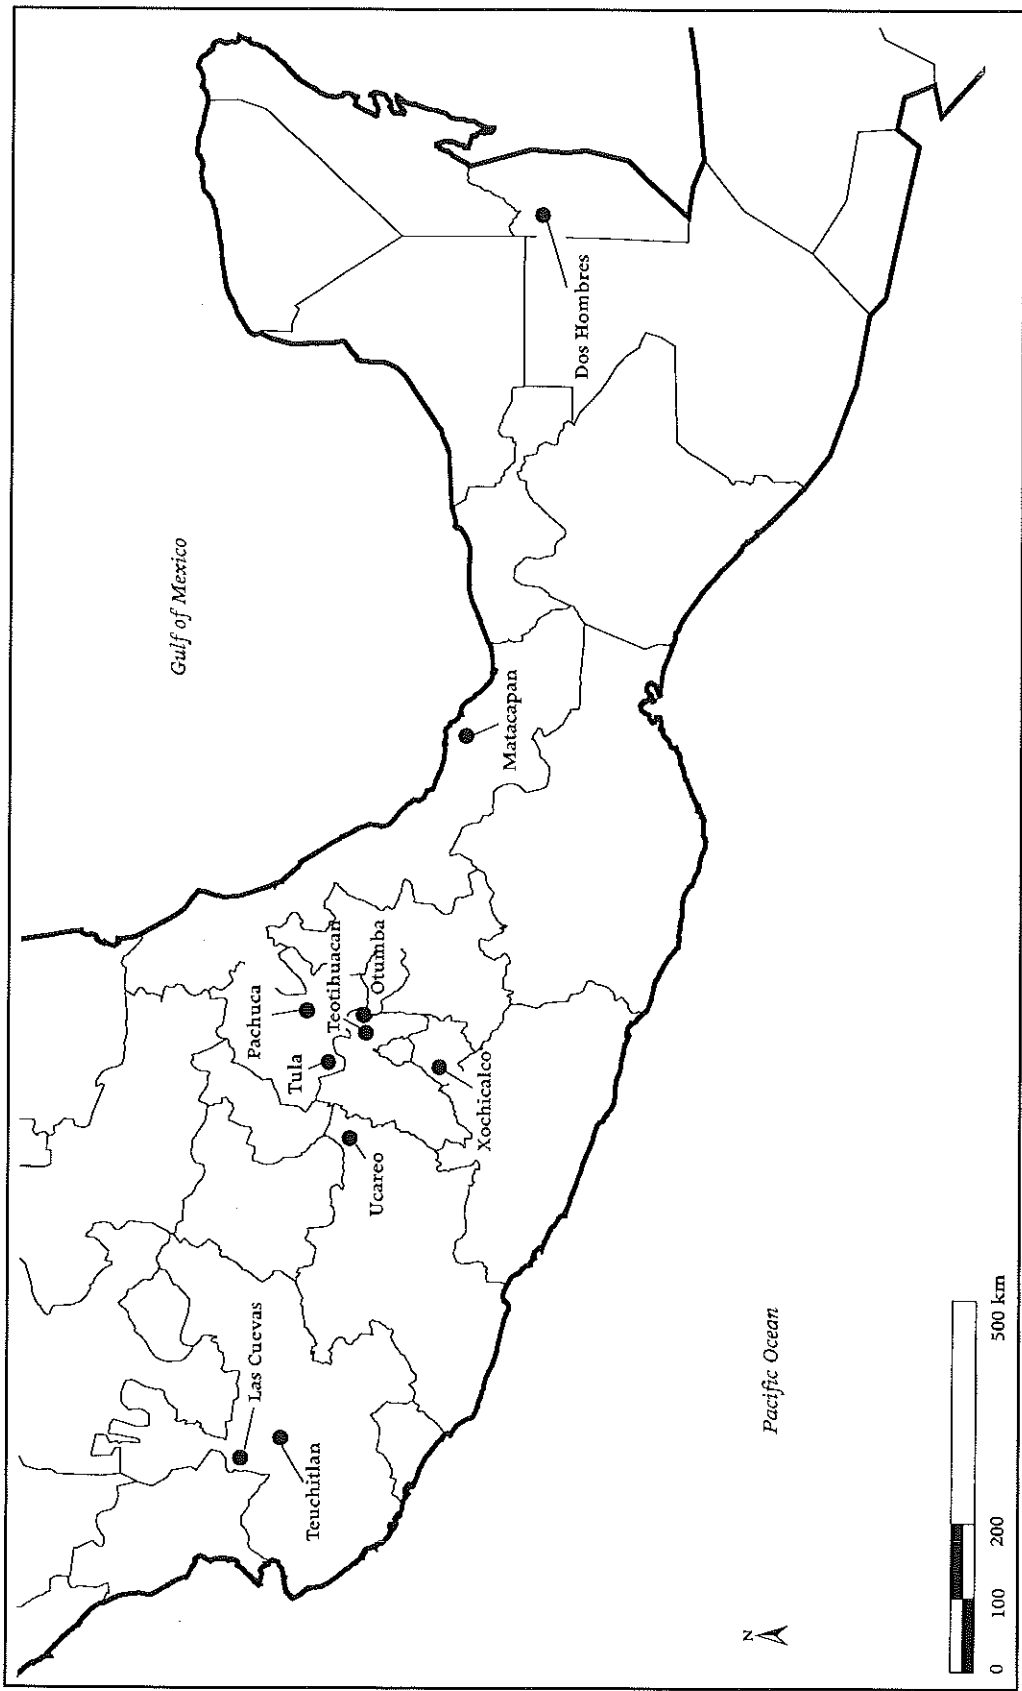 Gulf of Mexico
Pachuca
Tula
Teotihuacan
Otumba
Ucareo
Xochicalco
Las Cuevas
Teuchitlan
Matacapan
Dos Hombres
Pacific Ocean
N
0 100 200 500 km